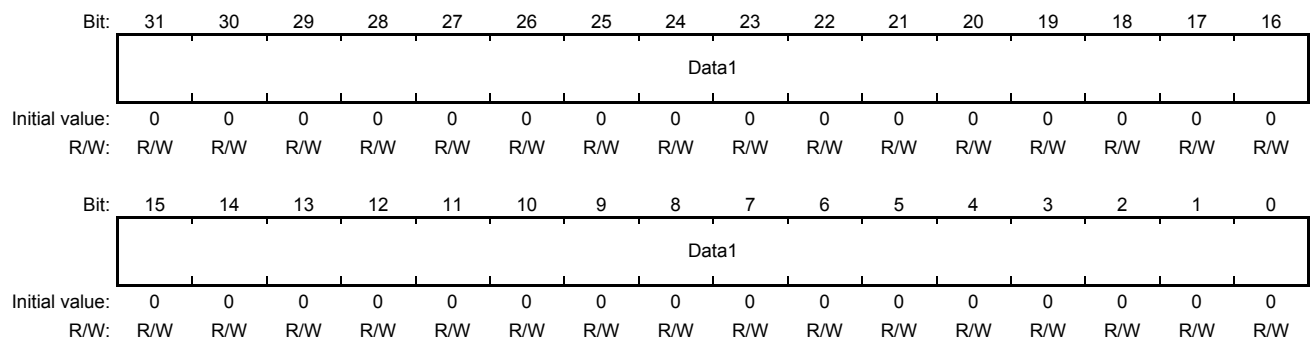 Bit: 31 30 29 28 27 26 25 24 23 22 21 20 19 18 17 16
Data1
Initial value: 0 0 0 0 0 0 0 0 0 0 0 0 0 0 0 0
R/W: R/W R/W R/W R/W R/W R/W R/W R/W R/W R/W R/W R/W R/W R/W R/W R/W
Bit: 15 14 13 12 11 10 9 8 7 6 5 4 3 2 1 0
Data1
Initial value: 0 0 0 0 0 0 0 0 0 0 0 0 0 0 0 0
R/W: R/W R/W R/W R/W R/W R/W R/W R/W R/W R/W R/W R/W R/W R/W R/W R/W